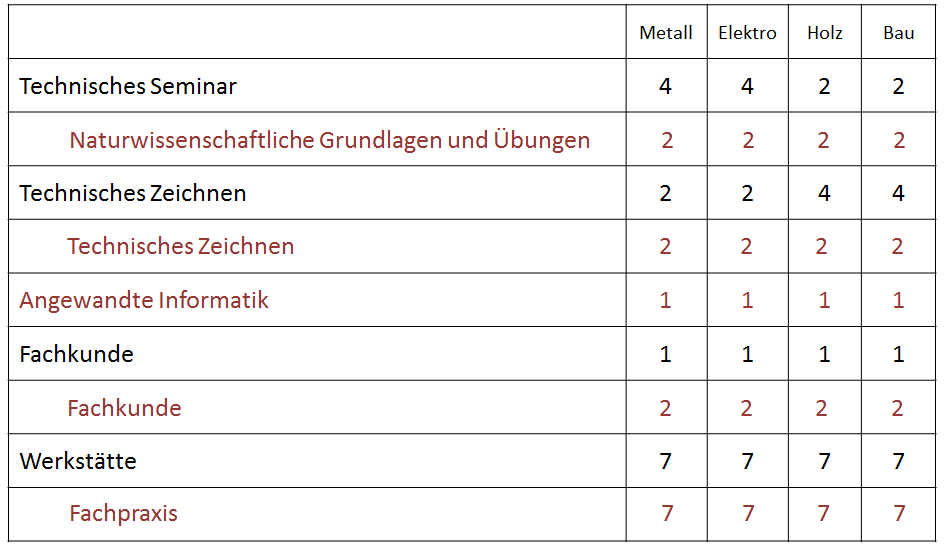 Metall Elektro Holz Bau
Technisches Seminar 4 4 2 2
Naturwissenschaftliche Grundlagen und Übungen 2 2 2 2
Technisches Zeichnen 2 2 4 4
Technisches Zeichnen 2 2 2 2
Angewandte Informatik 1 1 1 1
Fachkunde 1 1 1 1
Fachkunde 2 2 2 2
Werkstätte 7 7 7 7
Fachpraxis 7 7 7 7